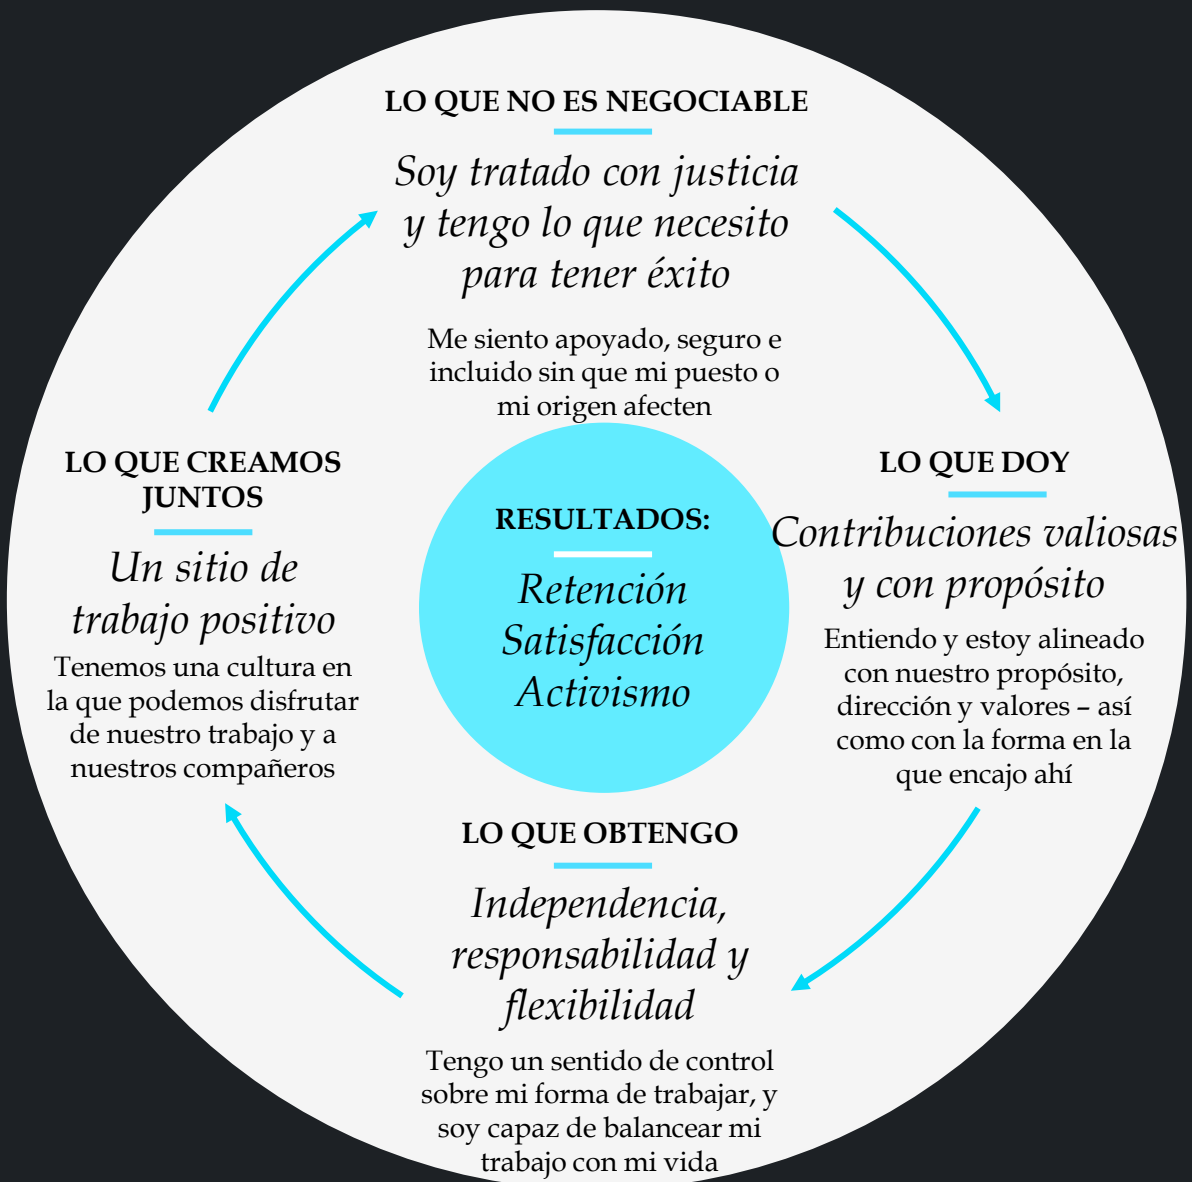 LO QUE NO ES NEGOCIABLE
Soy tratado con justicia
y tengo lo que necesito
para tener éxito
Me siento apoyado, seguro e
incluido sin que mi puesto o
mi origen afecten
LO QUE DOY
Contribuciones valiosas
y con propósito
Entiendo y estoy alineado
con nuestro propósito,
dirección y valores – así
como con la forma en la
que encajo ahí
LO QUE OBTENGO
Independencia,
responsabilidad y
flexibilidad
Tengo un sentido de control
sobre mi forma de trabajar, y
soy capaz de balancear mi
trabajo con mi vida
LO QUE CREAMOS
JUNTOS
Un sitio de
trabajo positivo
Tenemos una cultura en
la que podemos disfrutar
de nuestro trabajo y a
nuestros compañeros
RESULTADOS:
Retención
Satisfacción
Activismo